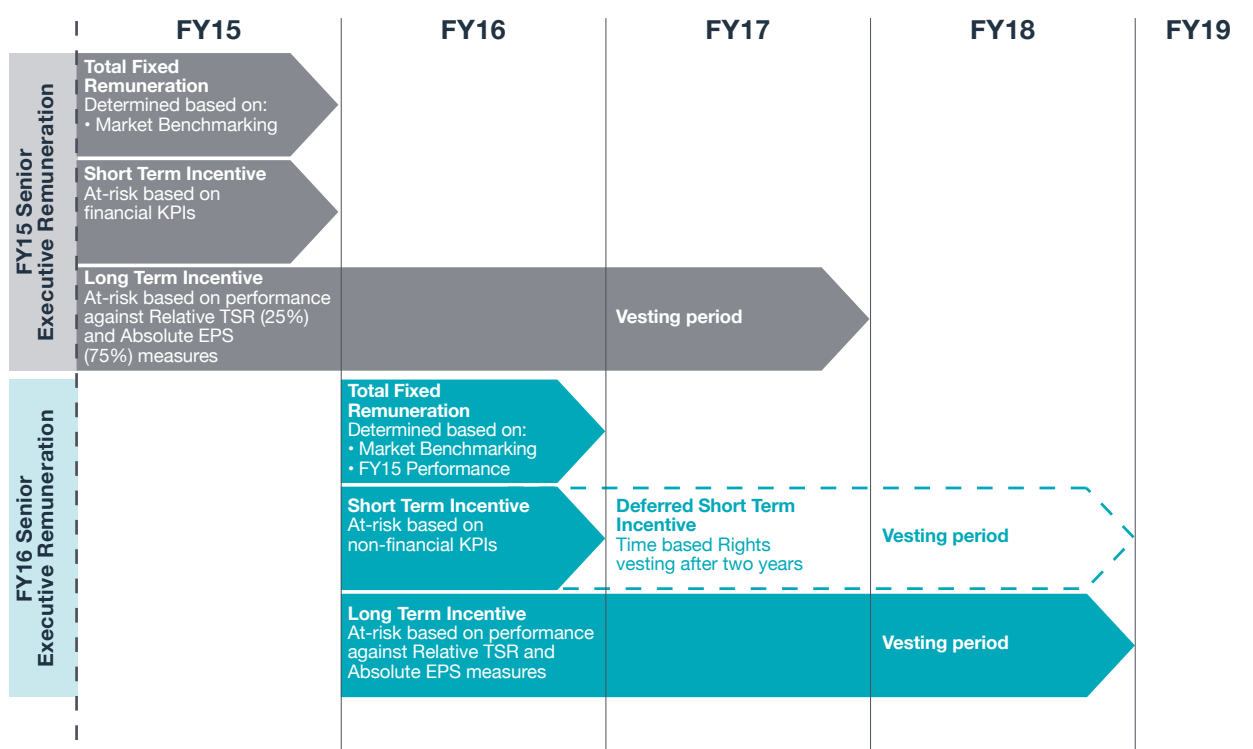 FY15
FY16
FY17
FY18
FY19
FY15 Senior
Executive Remuneration
Total Fixed
Remuneration
Determined based on:
• Market Benchmarking
Short Term Incentive
At-risk based on
financial KPIs
Long Term Incentive
At-risk based on performance
against Relative TSR (25%)
and Absolute EPS
(75%) measures
Vesting period
FY16 Senior
Executive Remuneration
Total Fixed
Remuneration
Determined based on:
• Market Benchmarking
• FY15 Performance
Short Term Incentive
At-risk based on
non-financial KPIs
Deferred Short Term
Incentive
Time based Rights
vesting after two years
Vesting period
Long Term Incentive
At-risk based on performance
against Relative TSR and
Absolute EPS measures
Vesting period